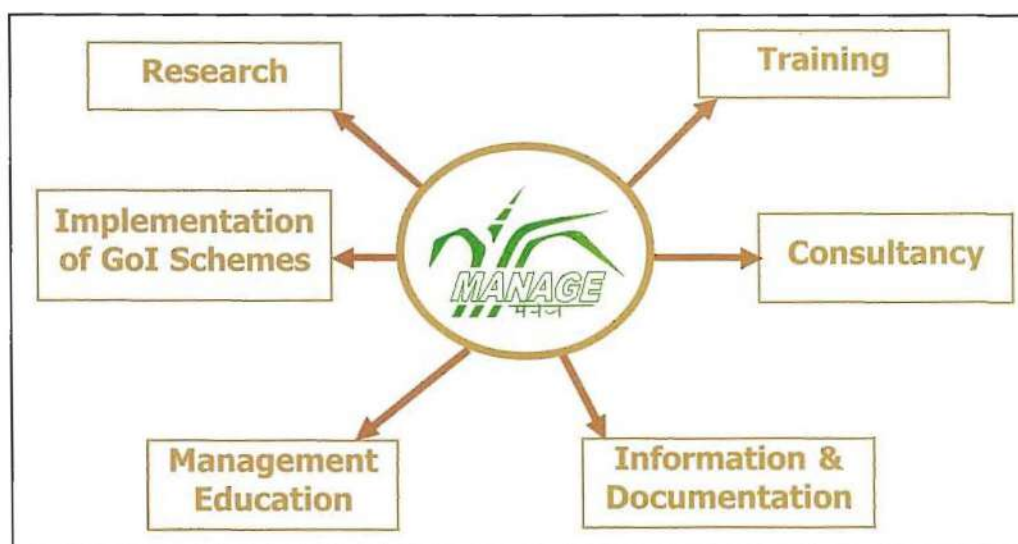 Research
Training
Implementation
of GoI Schemes
Consultancy
MANAGE
मैनेज
Management
Education
Information &
Documentation